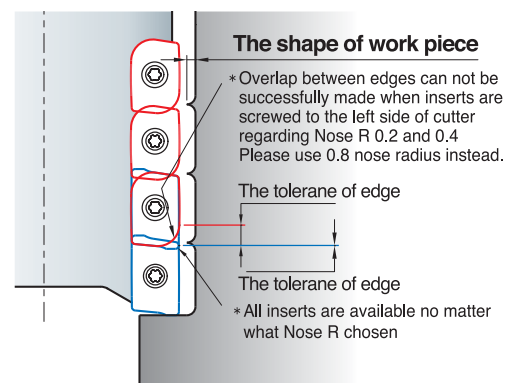 The shape of work piece
* Overlap between edges can not be
successfully made when inserts are
screwed to the left side of cutter
regarding Nose R 0.2 and 0.4
Please use 0.8 nose radius instead.
The tolerane of edge
The tolerane of edge
* All inserts are available no matter
what Nose R chosen